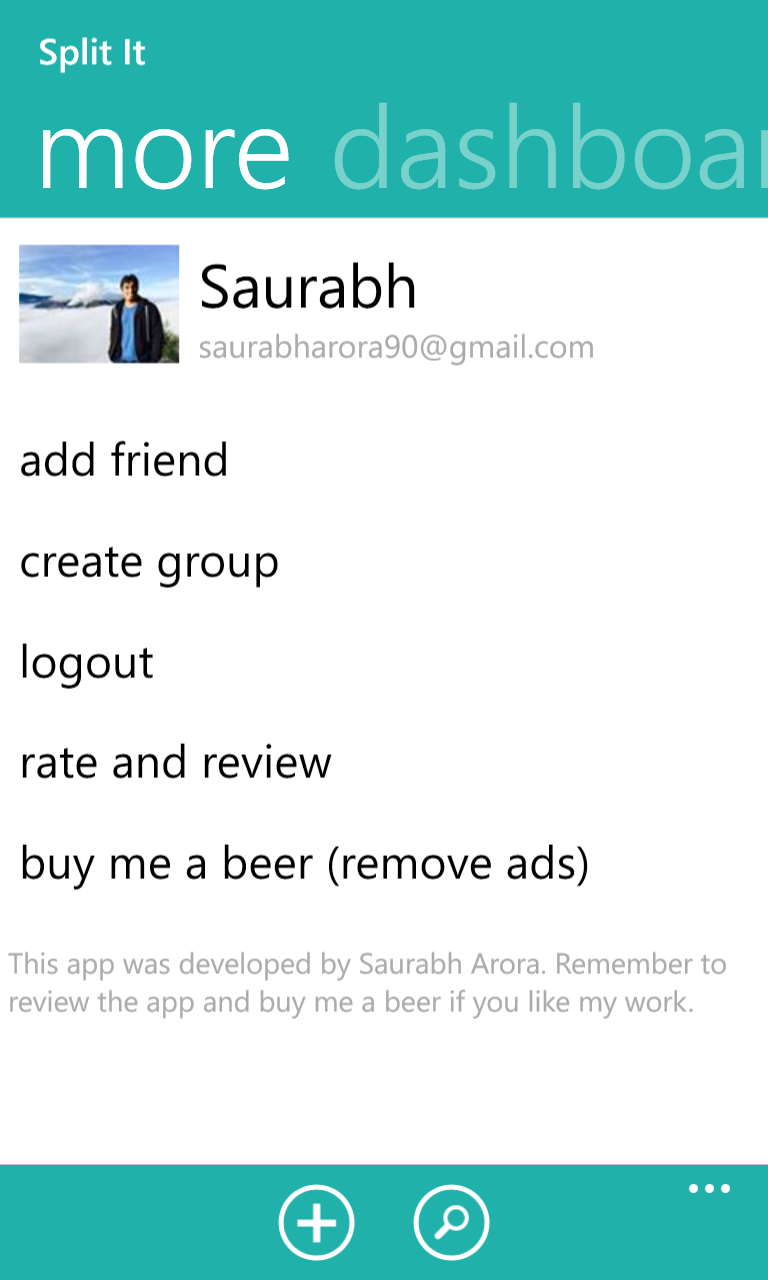 Split It
more dashboar
Saurabh
saurabharora90@gmail.com
add friend
create group
logout
rate and review
buy me a beer (remove ads)
This app was developed by Saurabh Arora. Remember to
review the app and buy me a beer if you like my work.